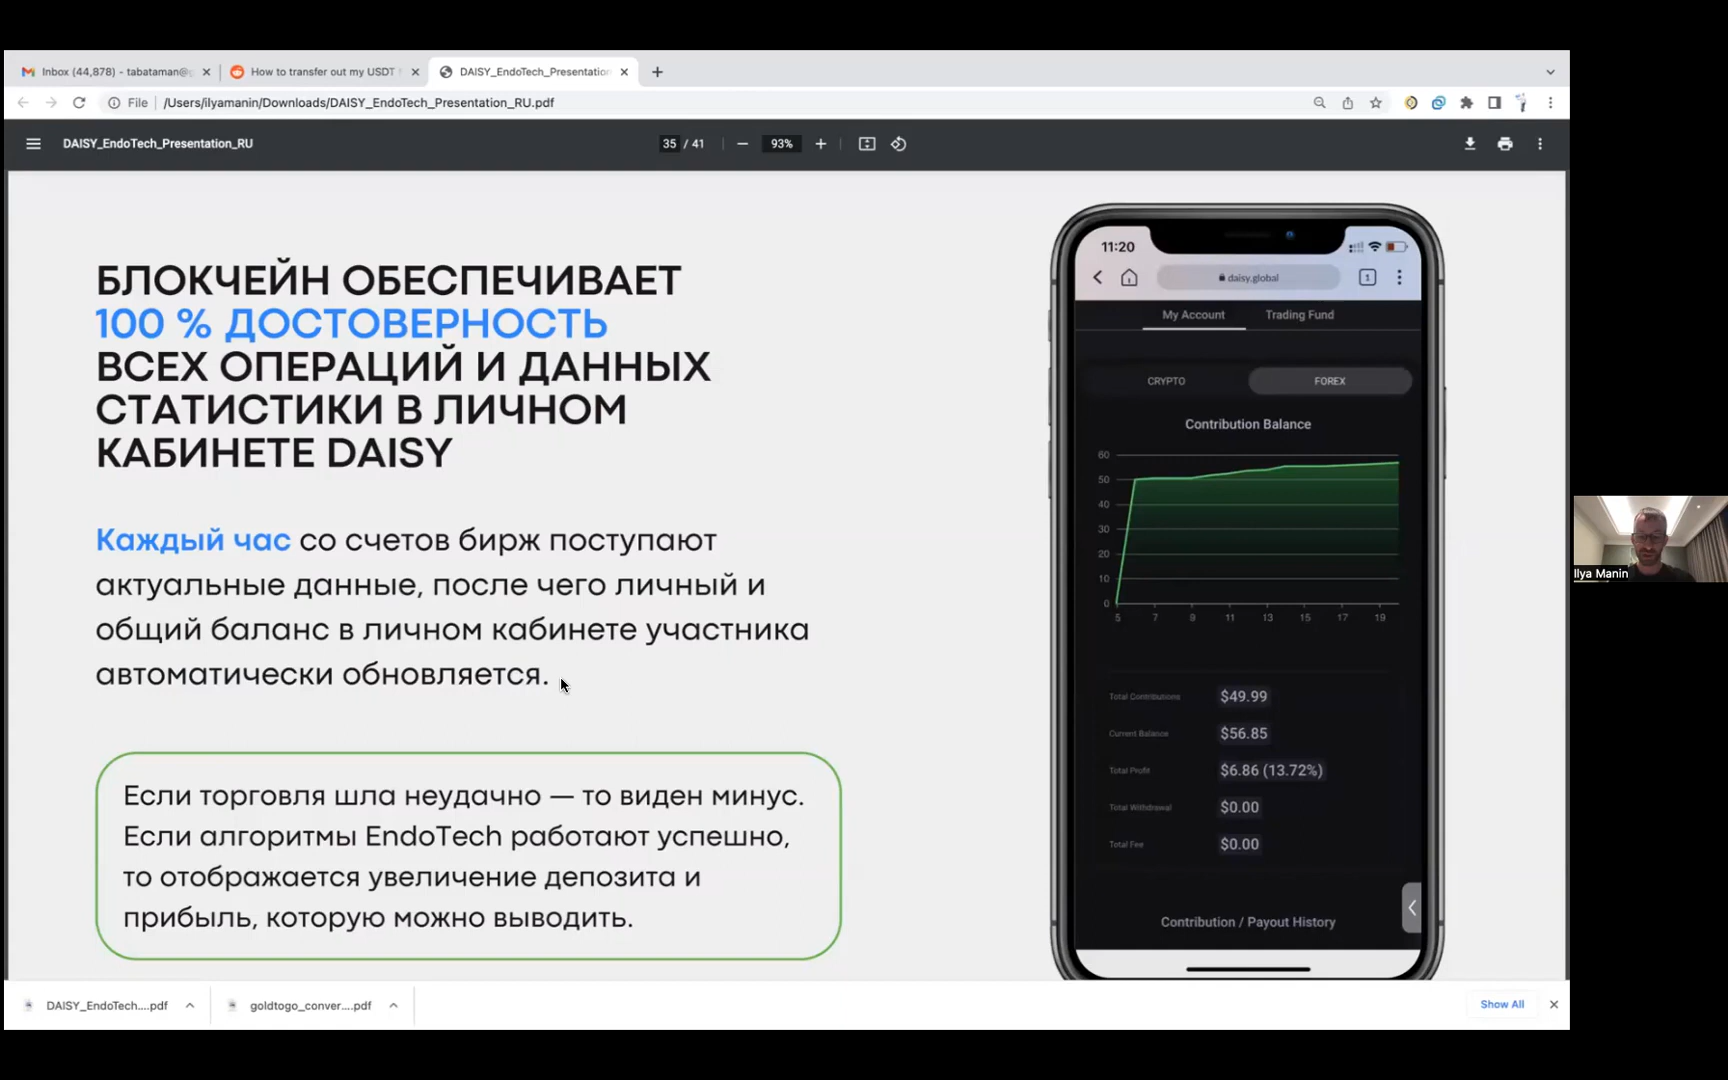 Inbox (44,878) - tabataman@g
How to transfer out my USDT
DAISY_EndoTech_Presentation
File
/Users/ilyamanin/Downloads/DAISY_EndoTech_Presentation_RU.pdf
DAISY_EndoTech_Presentation_RU
35 / 41
93%
БЛОКЧЕЙН ОБЕСПЕЧИВАЕТ
100 % ДОСТОВЕРНОСТЬ
ВСЕХ ОПЕРАЦИЙ И ДАННЫХ
СТАТИСТИКИ В ЛИЧНОМ
КАБИНЕТЕ DAISY
Каждый час со счетов бирж поступают
актуальные данные, после чего личный и
общий баланс в личном кабинете участника
автоматически обновляется.
Если торговля шла неудачно — то виден минус.
Если алгоритмы EndoTech работают успешно,
то отображается увеличение депозита и
прибыль, которую можно выводить.
11:20
daisy.global
1
My Account
Trading Fund
CRYPTO
FOREX
Contribution Balance
60
50
40
30
20
10
0
5 7 9 11 13 15 17 19
Total Contributions $49.99
Current Balance $56.85
Total Profit $6.86 (13.72%)
Total Withdrawal $0.00
Total Fee $0.00
Contribution / Payout History
Ilya Manin
DAISY_EndoTech....pdf
goldtogo_conver....pdf
Show All